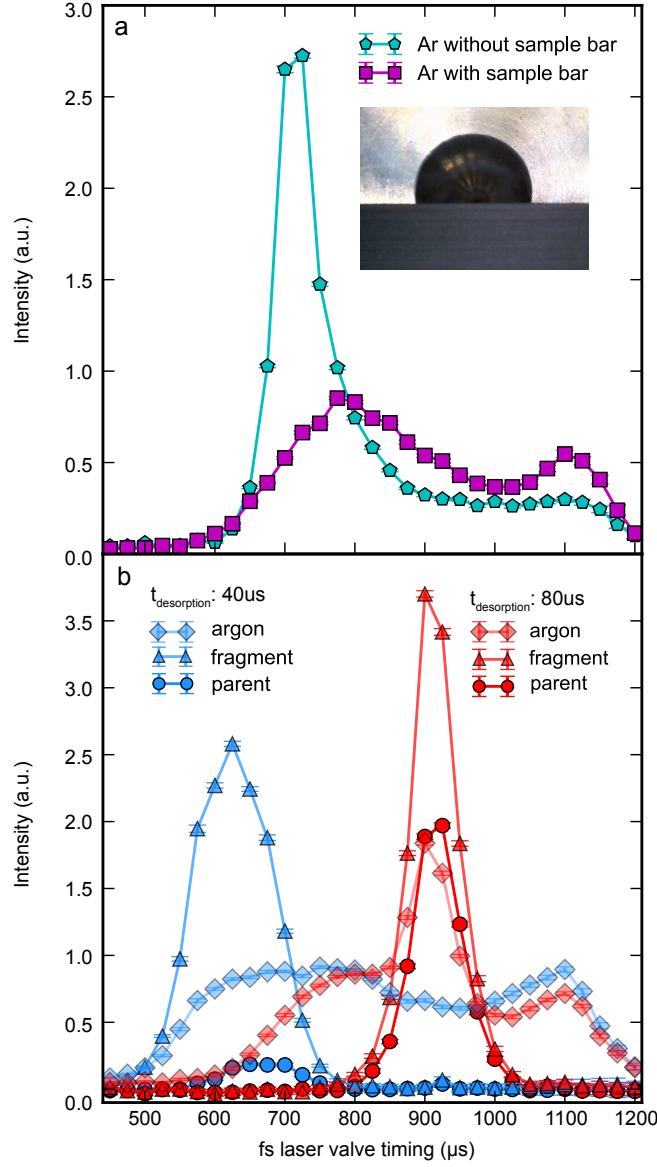 a
Ar without sample bar
Ar with sample bar
3.0
2.5
2.0
1.5
1.0
0.5
0.0
Intensity (a.u.)
b
t_desorption: 40us
argon
fragment
parent
t_desorption: 80us
argon
fragment
parent
3.5
3.0
2.5
2.0
1.5
1.0
0.5
0.0
Intensity (a.u.)
500 600 700 800 900 1000 1100 1200
fs laser valve timing (µs)